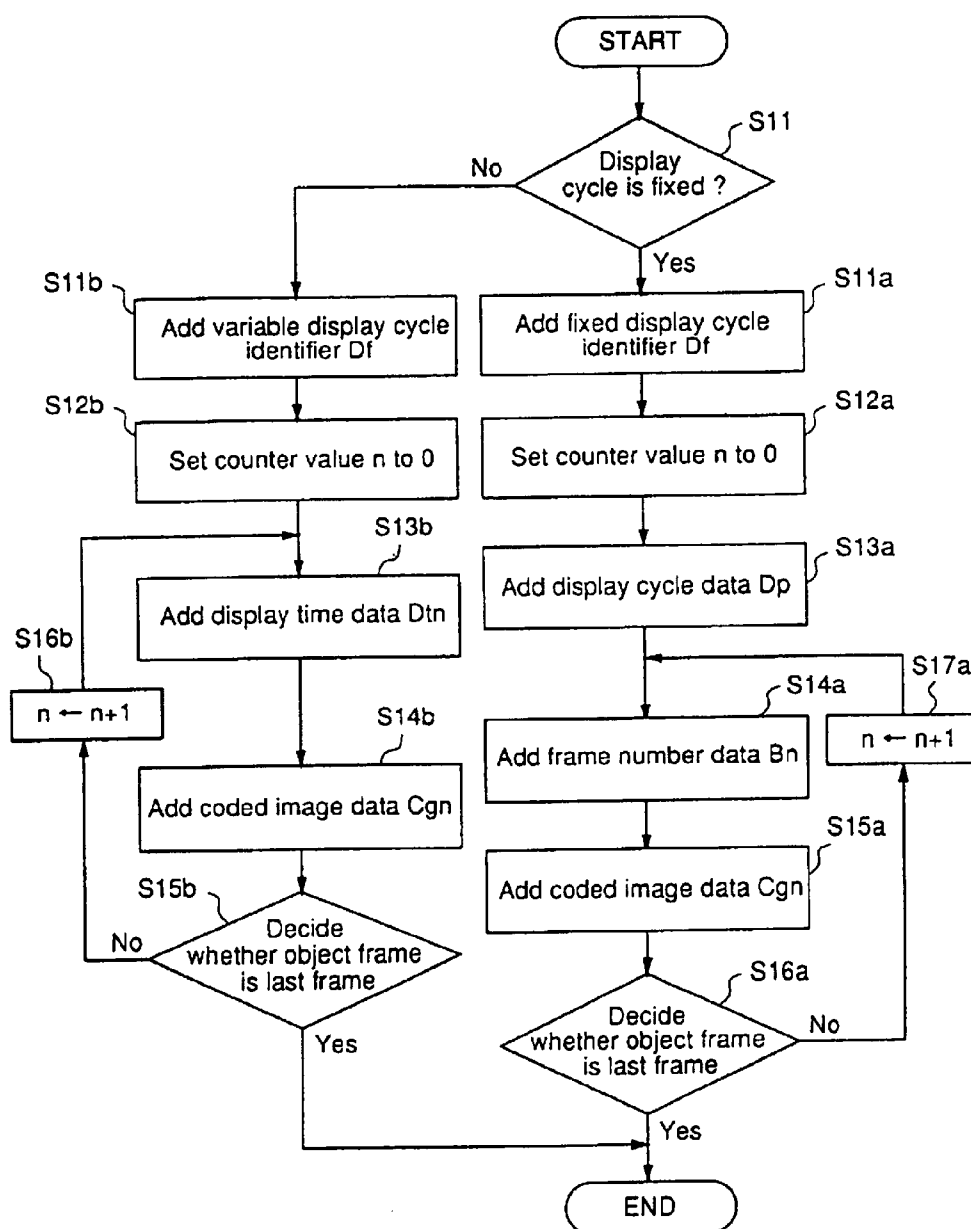 START
S11
Display
cycle is fixed ?
No
Yes
S11b
Add variable display cycle
identifier Df
S11a
Add fixed display cycle
identifier Df
S12b
Set counter value n to 0
S12a
Set counter value n to 0
S13b
Add display time data Dtn
S13a
Add display cycle data Dp
S16b
n ← n+1
S17a
n ← n+1
S14b
Add coded image data Cgn
S14a
Add frame number data Bn
S15a
Add coded image data Cgn
S15b
Decide
whether object frame
is last frame
No
Yes
S16a
Decide
whether object frame
is last frame
No
Yes
END